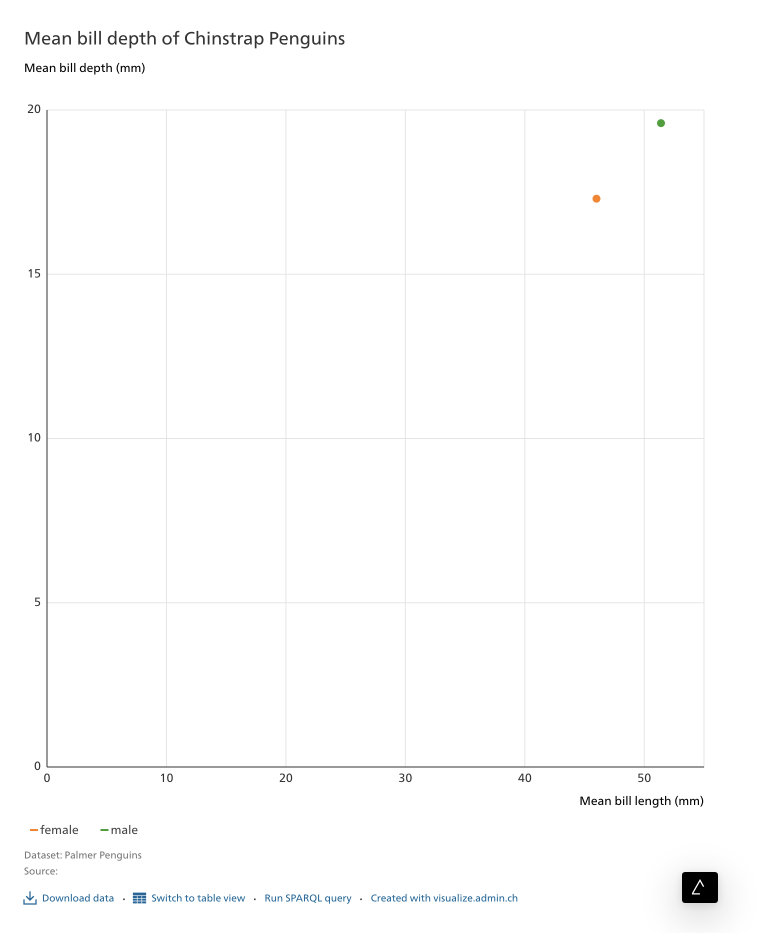 Mean bill depth of Chinstrap Penguins
Mean bill depth (mm)
20
15
10
5
0
0 10 20 30 40 50
Mean bill length (mm)
female male
Dataset: Palmer Penguins
Source:
Download data · Switch to table view · Run SPARQL query · Created with visualize.admin.ch